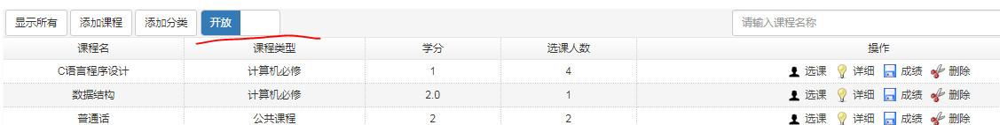 显示所有 添加课程 添加分类 开放 请输入课程名称
课程名 课程类型 学分 选课人数 操作
C语言程序设计 计算机必修 1 4 选课 详细 成绩 删除
数据结构 计算机必修 2.0 1 选课 详细 成绩 删除
普通话 公共课程 2 2 选课 详细 成绩 删除